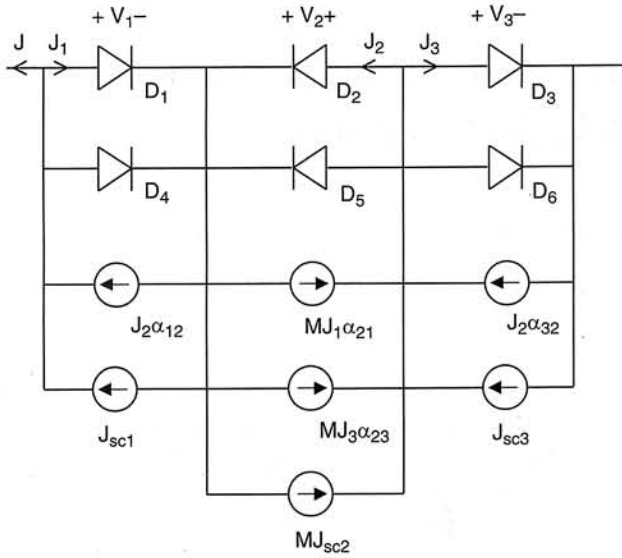 + V₁− + V₂+ + V₃−
J J₁ J₂ J₃
D₁ D₂ D₃
D₄ D₅ D₆
J₂α₁₂ MJ₁α₂₁ J₂α₃₂
Jsc1 MJ₃α₂₃ Jsc3
MJsc2